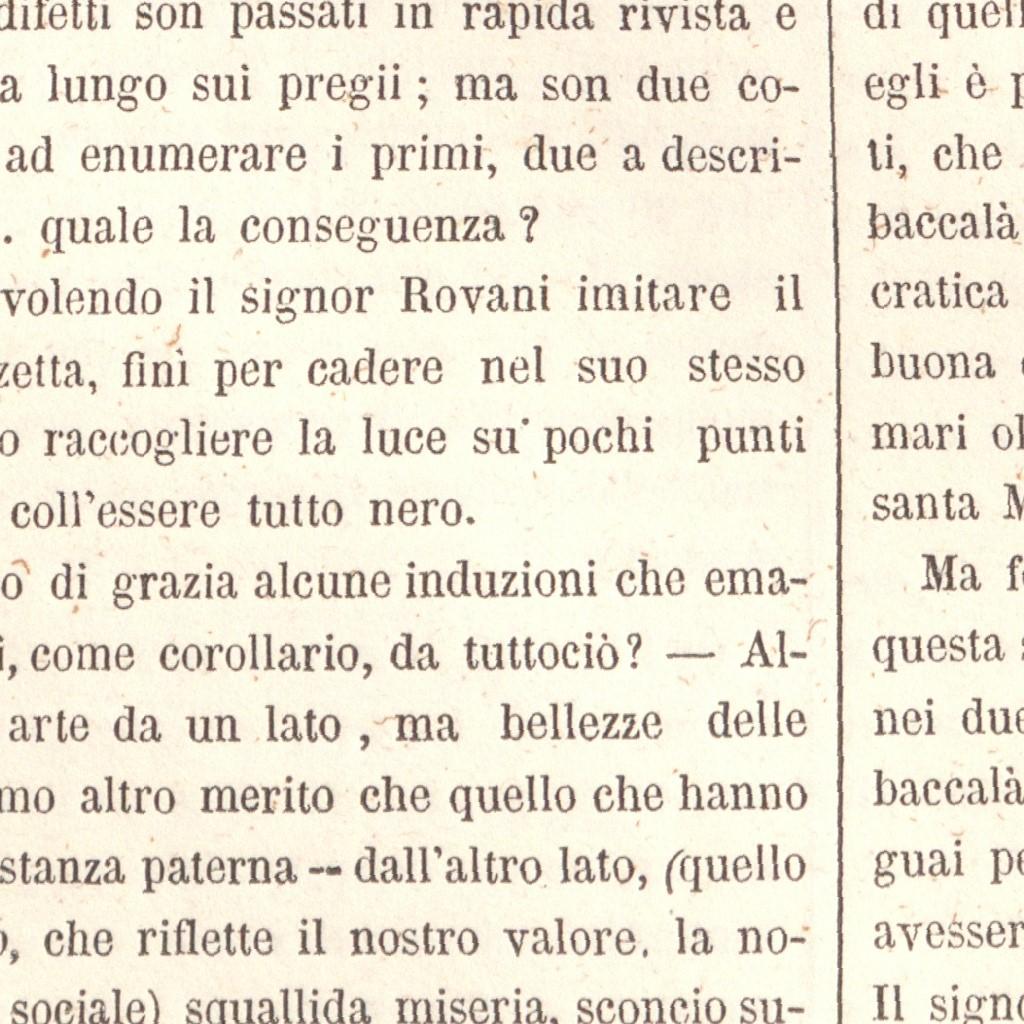 difetti son passati in rapida rivista e
a lungo sui pregii ; ma son due co-
ad enumerare i primi, due a descri-
. quale la conseguenza ?
volendo il signor Rovani imitare il
zetta, finì per cadere nel suo stesso
o raccogliere la luce su' pochi punti
coll'essere tutto nero.
o di grazia alcune induzioni che ema-
i, come corollario, da tuttociò? — Al-
arte da un lato , ma bellezze delle
mo altro merito che quello che hanno
stanza paterna -- dall'altro lato, (quello
o, che riflette il nostro valore. la no-
sociale) squallida miseria, sconcio su-
di quell
egli è p
ti, che
baccalà
cratica
buona
mari ol
santa M
Ma fu
questa
nei due
baccalà
guai pe
avesser
Il signo